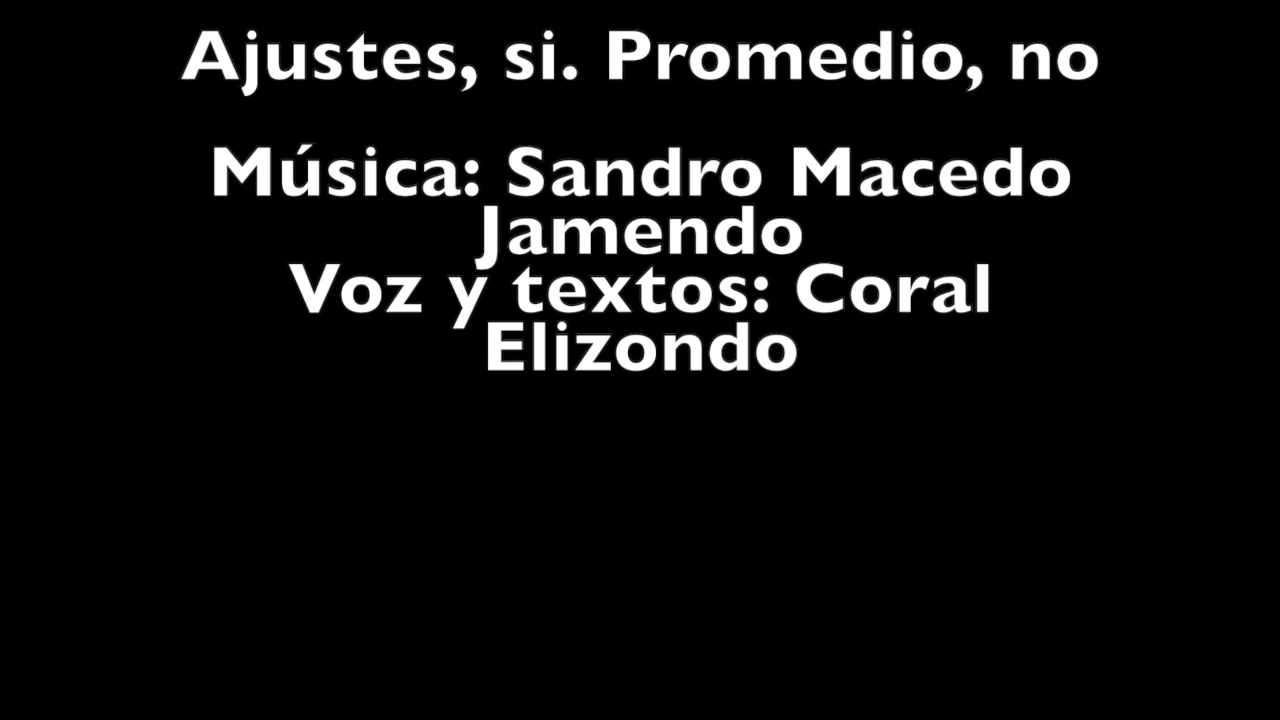 Ajustes, si. Promedio, no
Música: Sandro Macedo
Jamendo
Voz y textos: Coral
Elizondo